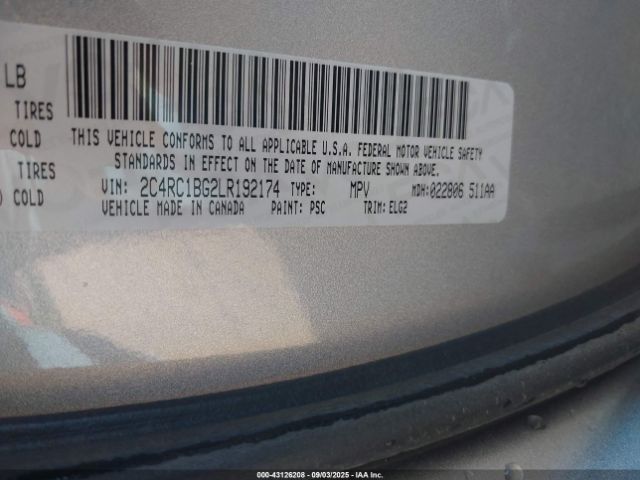 LB
TIRES
COLD
TIRES
) COLD
THIS VEHICLE CONFORMS TO ALL APPLICABLE U.S.A. FEDERAL MOTOR VEHICLE SAFETY
STANDARDS IN EFFECT ON THE DATE OF MANUFACTURE SHOWN ABOVE.
VIN: 2C4RC1BG2LR192174 TYPE: MPV MDH:022806 511AA
VEHICLE MADE IN CANADA PAINT: PSC TRIM: ELG2
000-43126208 - 09/03/2025 - IAA Inc.